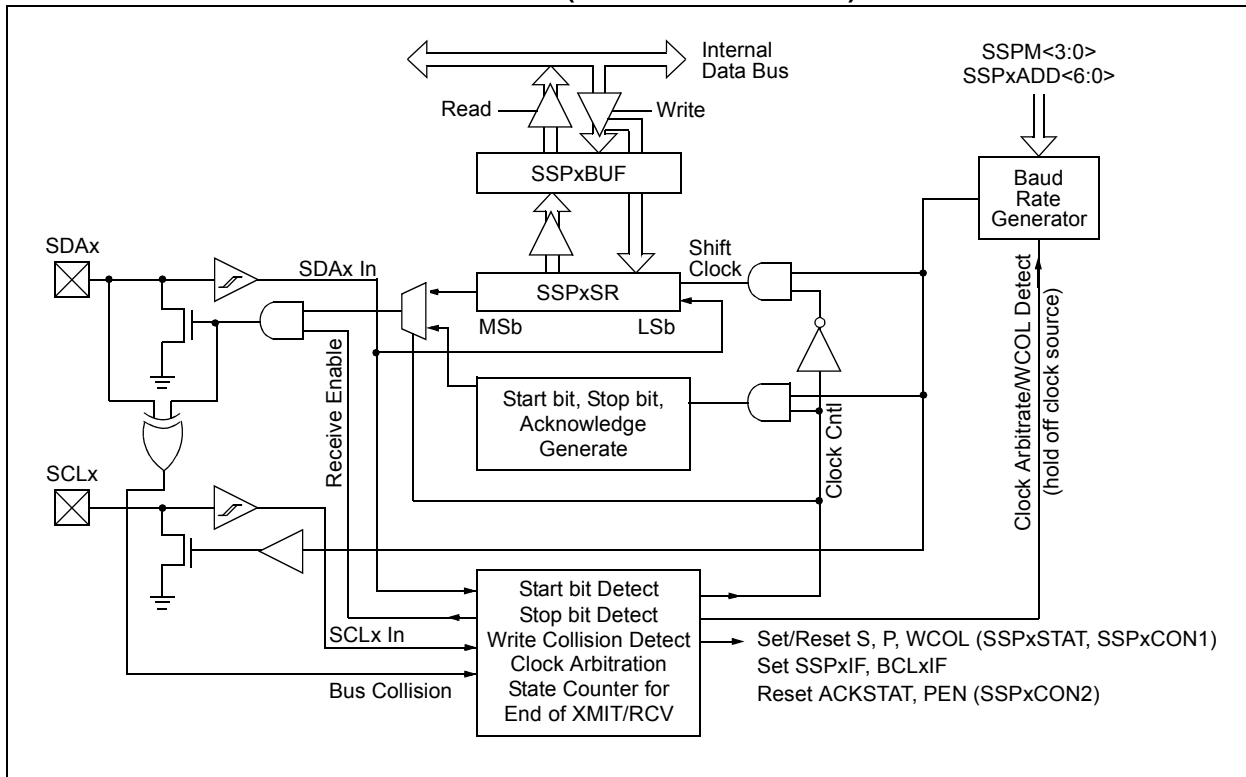 Internal
Data Bus
SSPM<3:0>
SSPxADD<6:0>
Read
Write
SSPxBUF
Baud
Rate
Generator
SDAx
SDAx In
Shift
Clock
SSPxSR
MSb
LSb
Start bit, Stop bit,
Acknowledge
Generate
Receive Enable
Clock Cntl
Clock Arbitrate/WCOL Detect
(hold off clock source)
SCLx
SCLx In
Bus Collision
Start bit Detect
Stop bit Detect
Write Collision Detect
Clock Arbitration
State Counter for
End of XMIT/RCV
Set/Reset S, P, WCOL (SSPxSTAT, SSPxCON1)
Set SSPxIF, BCLxIF
Reset ACKSTAT, PEN (SSPxCON2)